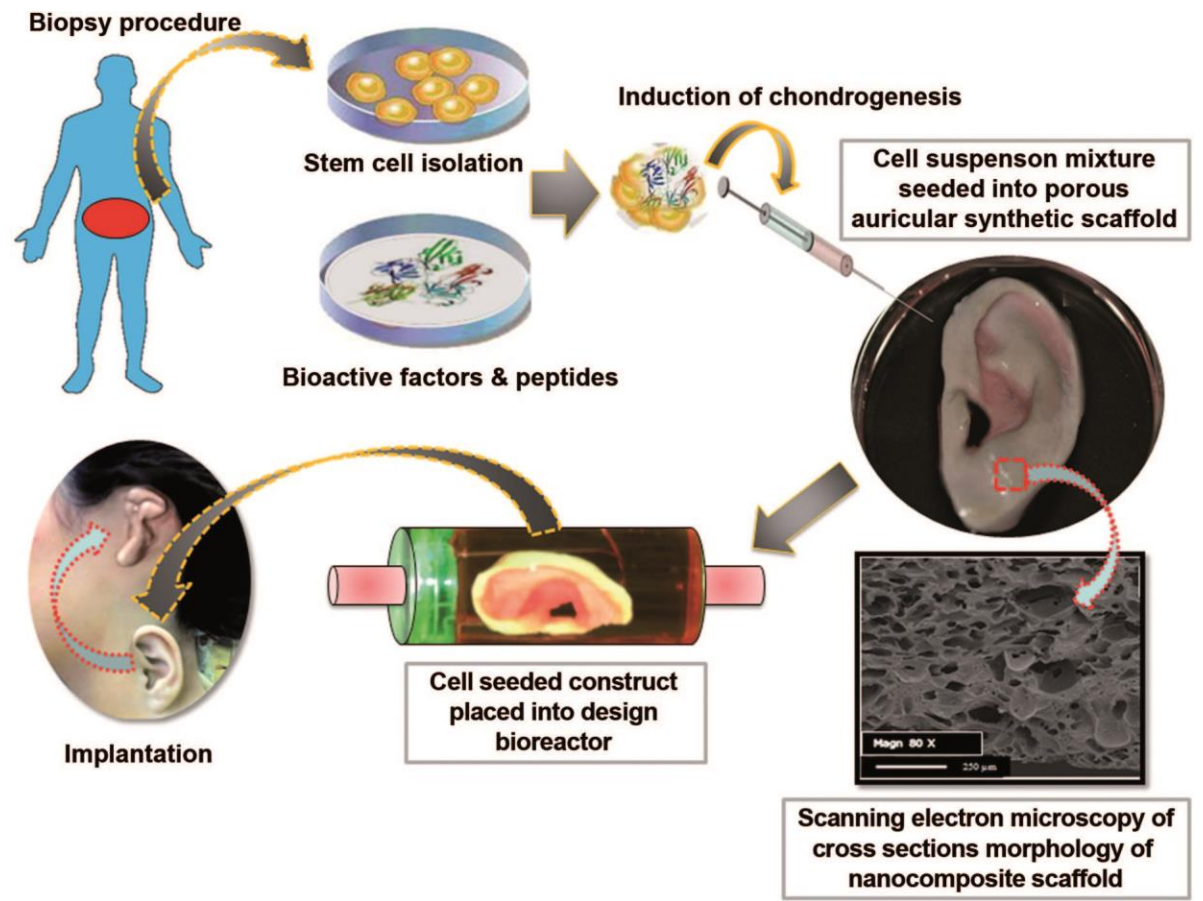 Biopsy procedure
Stem cell isolation
Bioactive factors & peptides
Induction of chondrogenesis
Cell suspenson mixture
seeded into porous
auricular synthetic scaffold
Magn 80 X
250 µm
Scanning electron microscopy of
cross sections morphology of
nanocomposite scaffold
Cell seeded construct
placed into design
bioreactor
Implantation